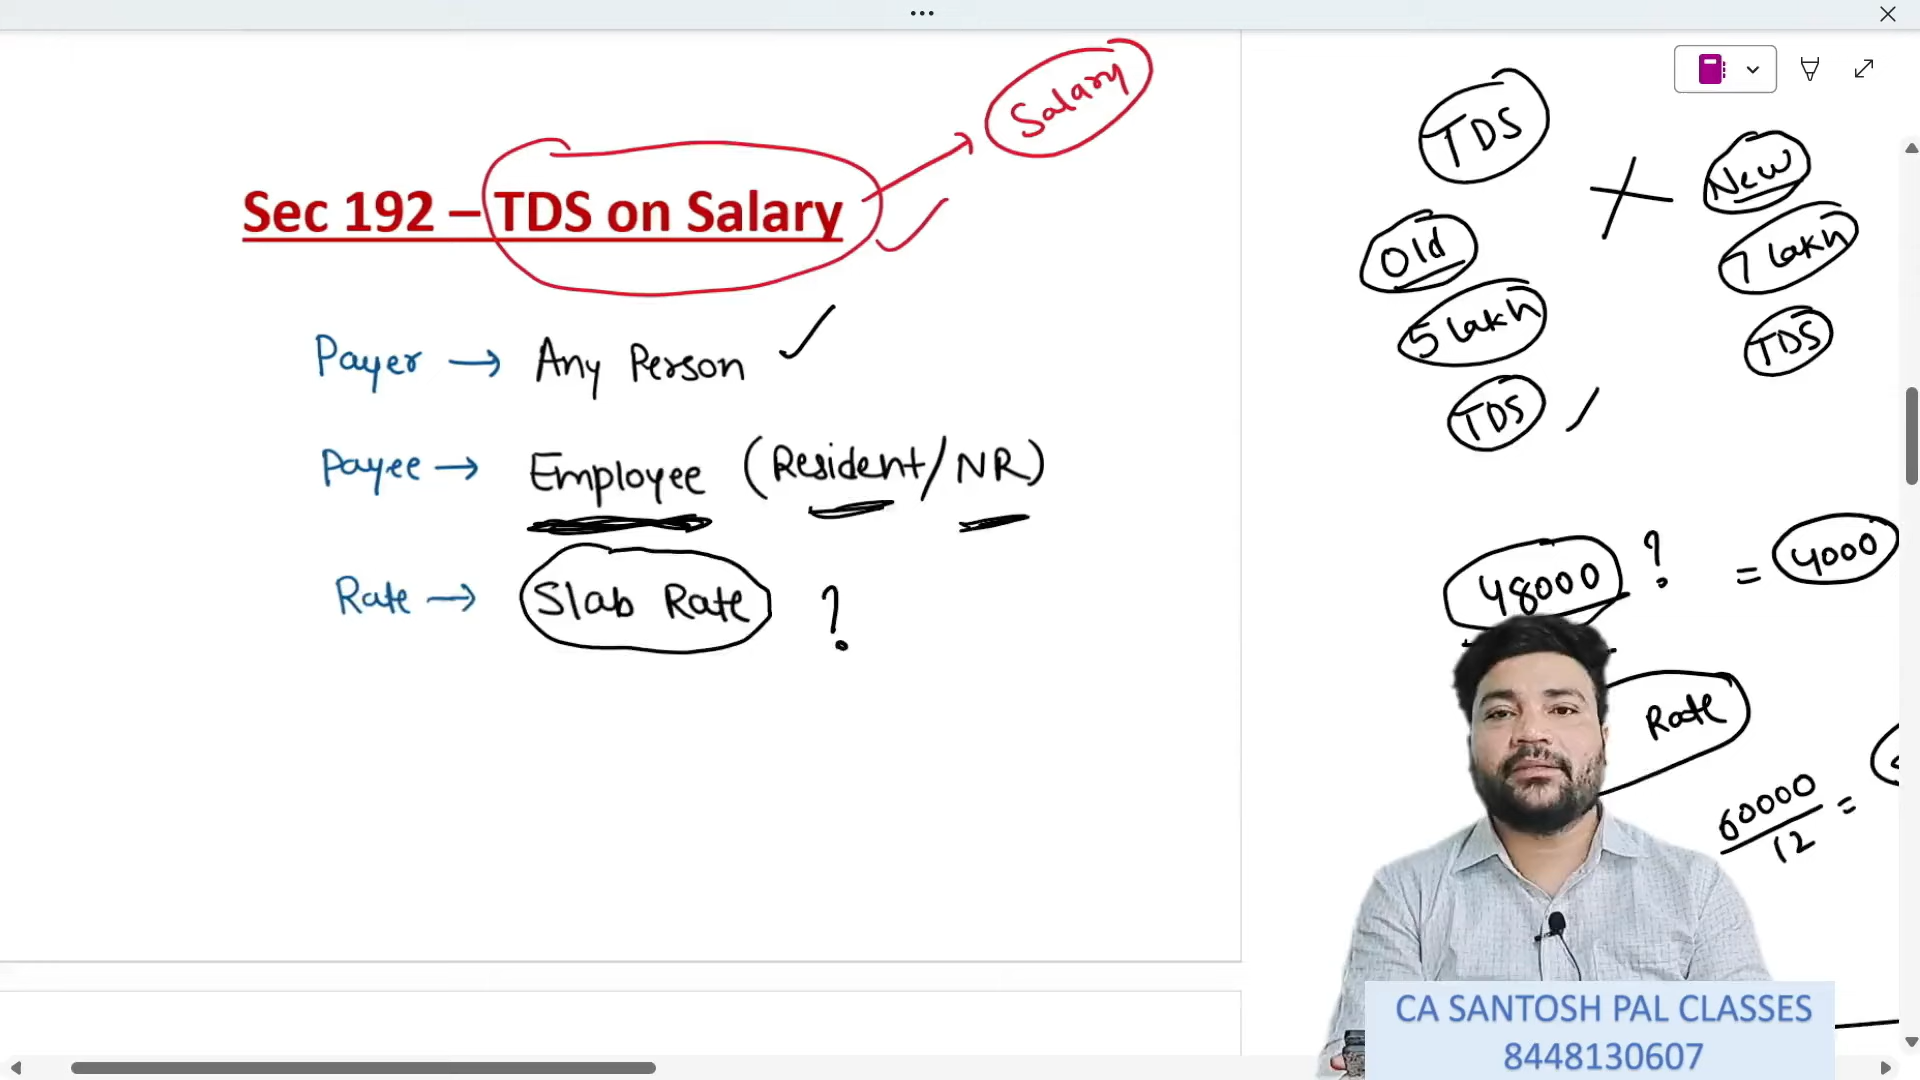 Salary
Sec 192 – TDS on Salary
Payer → Any Person ✓
Payee → Employee (Resident/NR)
Rate → Slab Rate ?
TDS
New
Old
7 lakh
5 lakh
TDS
TDS
48000 ? = 4000
Rate
60000 =
12
CA SANTOSH PAL CLASSES
8448130607